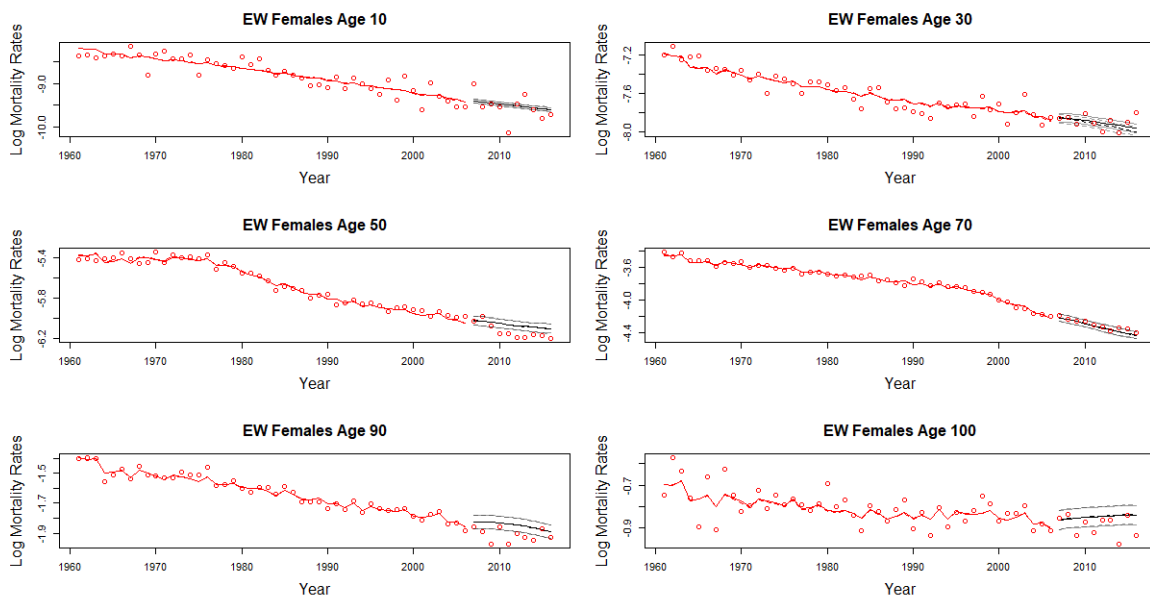 EW Females Age 10
Log Mortality Rates
-9.0
-10.0
1960 1970 1980 1990 2000 2010
Year
EW Females Age 30
Log Mortality Rates
-7.2
-7.6
-8.0
1960 1970 1980 1990 2000 2010
Year
EW Females Age 50
Log Mortality Rates
-5.4
-5.8
-6.2
1960 1970 1980 1990 2000 2010
Year
EW Females Age 70
Log Mortality Rates
-3.6
-4.0
-4.4
1960 1970 1980 1990 2000 2010
Year
EW Females Age 90
Log Mortality Rates
-1.5
-1.7
-1.9
1960 1970 1980 1990 2000 2010
Year
EW Females Age 100
Log Mortality Rates
-0.7
-0.9
1960 1970 1980 1990 2000 2010
Year